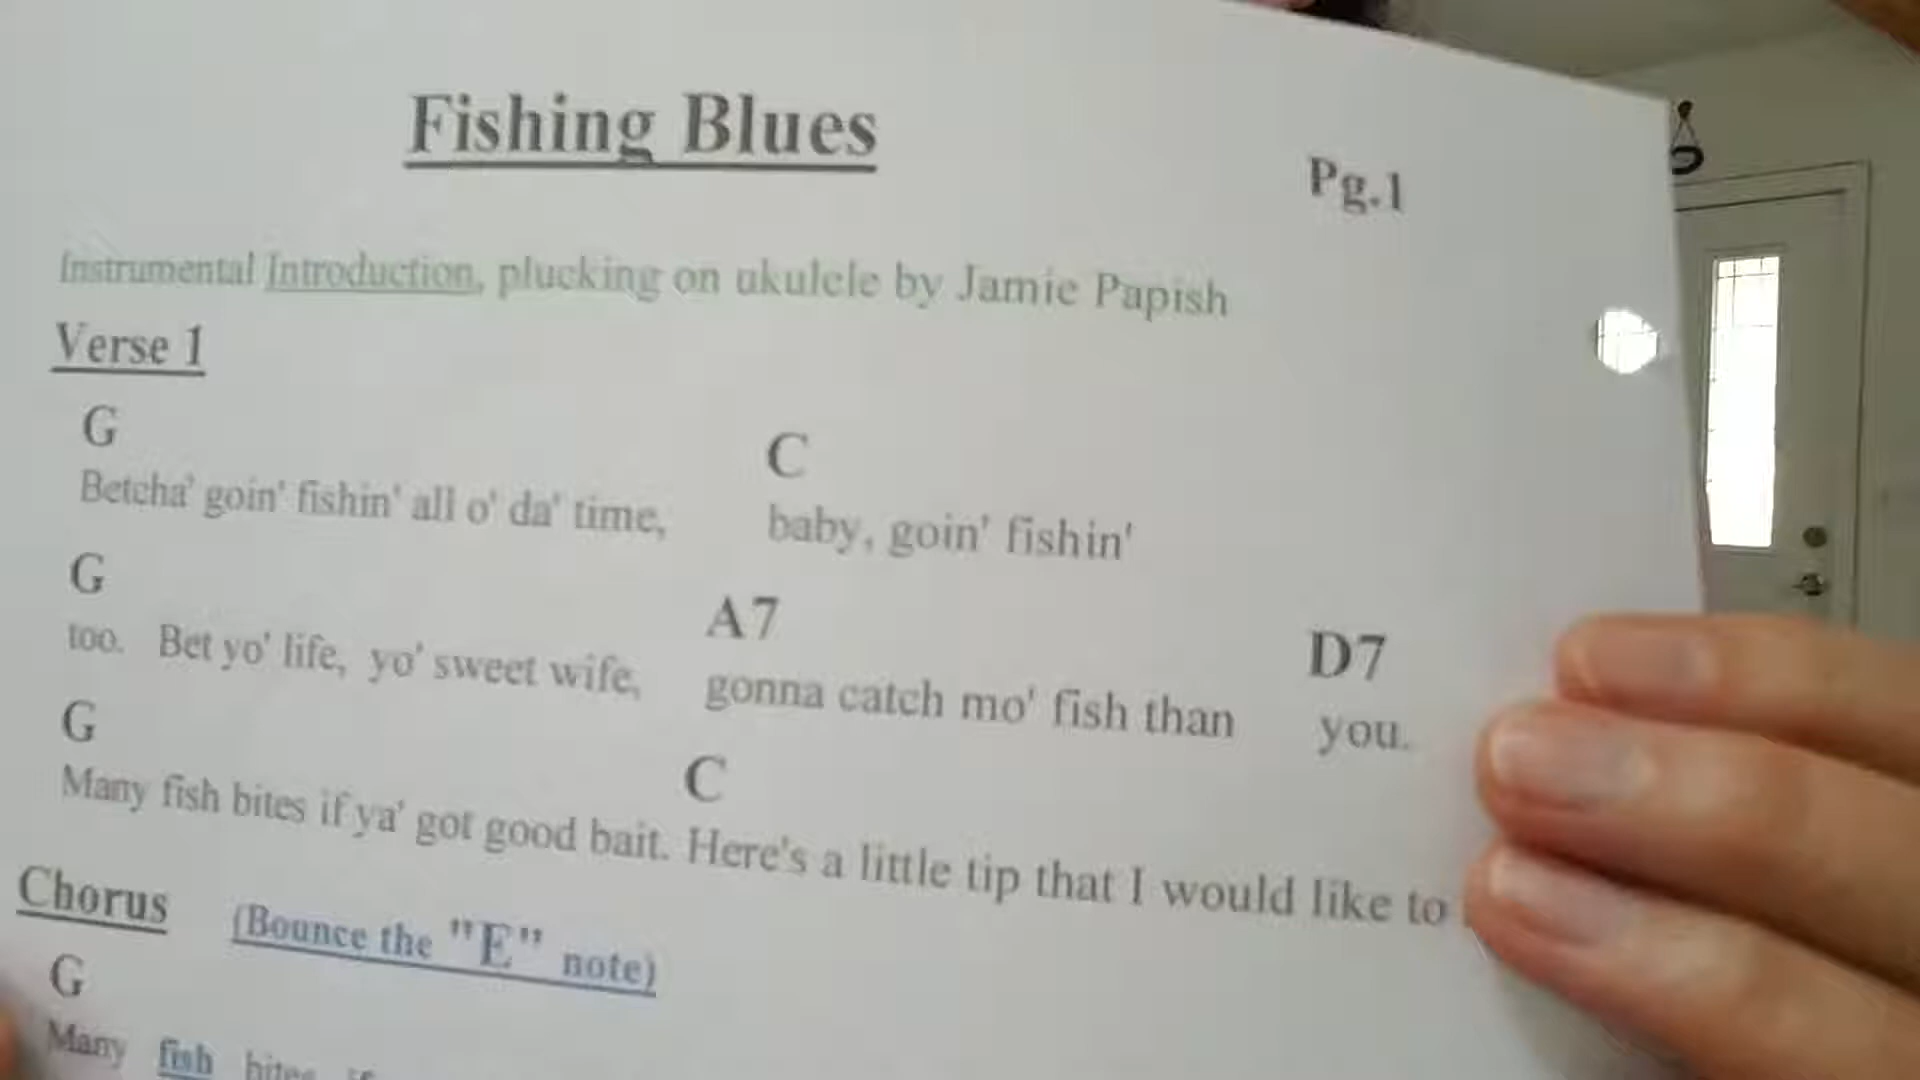 Fishing Blues
Pg.1
Instrumental Introduction, plucking on ukulele by Jamie Papish
Verse 1
G C
Betcha' goin' fishin' all o' da' time, baby, goin' fishin'
G A7 D7
too. Bet yo' life, yo' sweet wife, gonna catch mo' fish than you.
G C
Many fish bites if ya' got good bait. Here's a little tip that I would like to
Chorus (Bounce the "E" note)
G
Many fish bites if